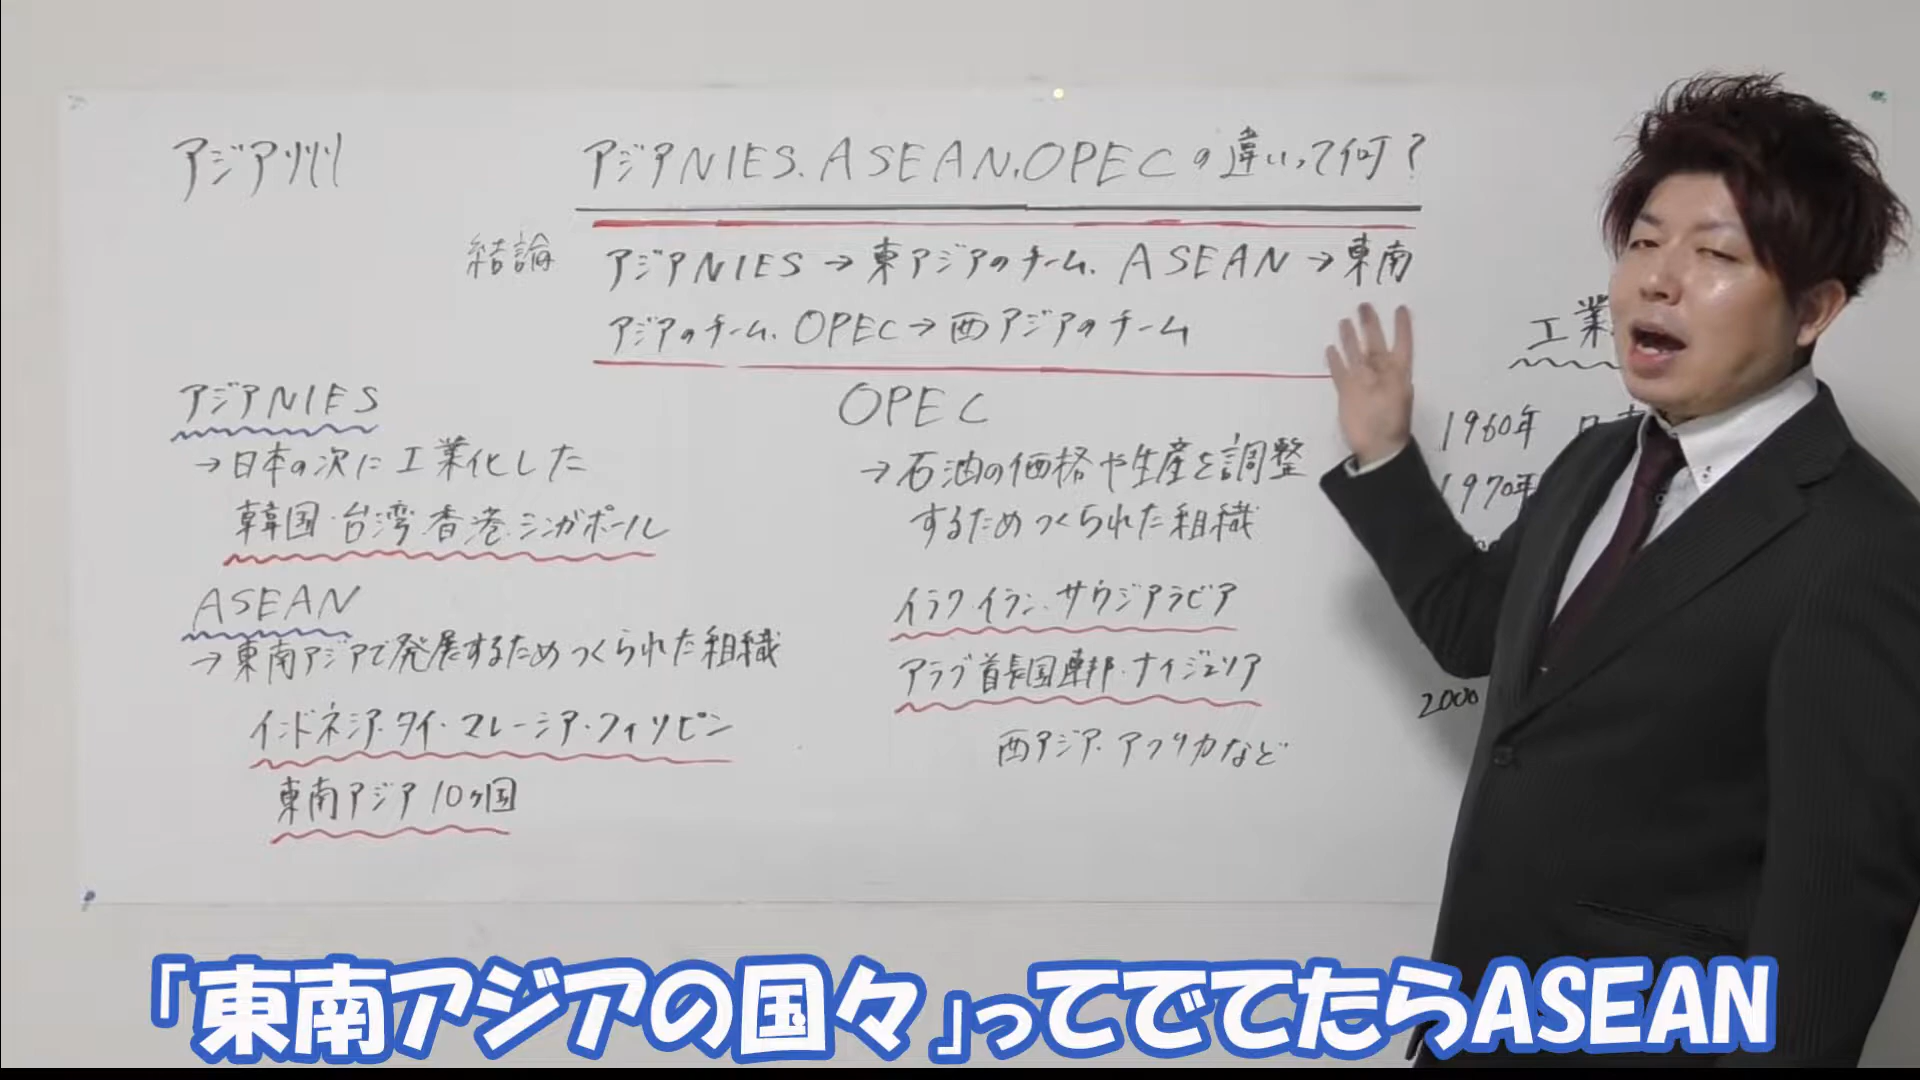 アジア州
アジアNIES、ASEAN、OPECの違いって何？
結論
アジアNIES→東アジアのチーム、ASEAN→東南
アジアのチーム、OPEC→西アジアのチーム
アジアNIES
→日本の次に工業化した
韓国・台湾・香港・シンガポール
ASEAN
→東南アジアで発展するためつくられた組織
インドネシア・タイ・マレーシア・フィリピン
東南アジア10ヶ国
OPEC
→石油の価格や生産を調整
するためつくられた組織
イラク・イラン・サウジアラビア
アラブ首長国連邦・ナイジェリア
西アジア・アフリカなど
工業
1960年 日本
1970年
2000
「東南アジアの国々」ってでてたらASEAN